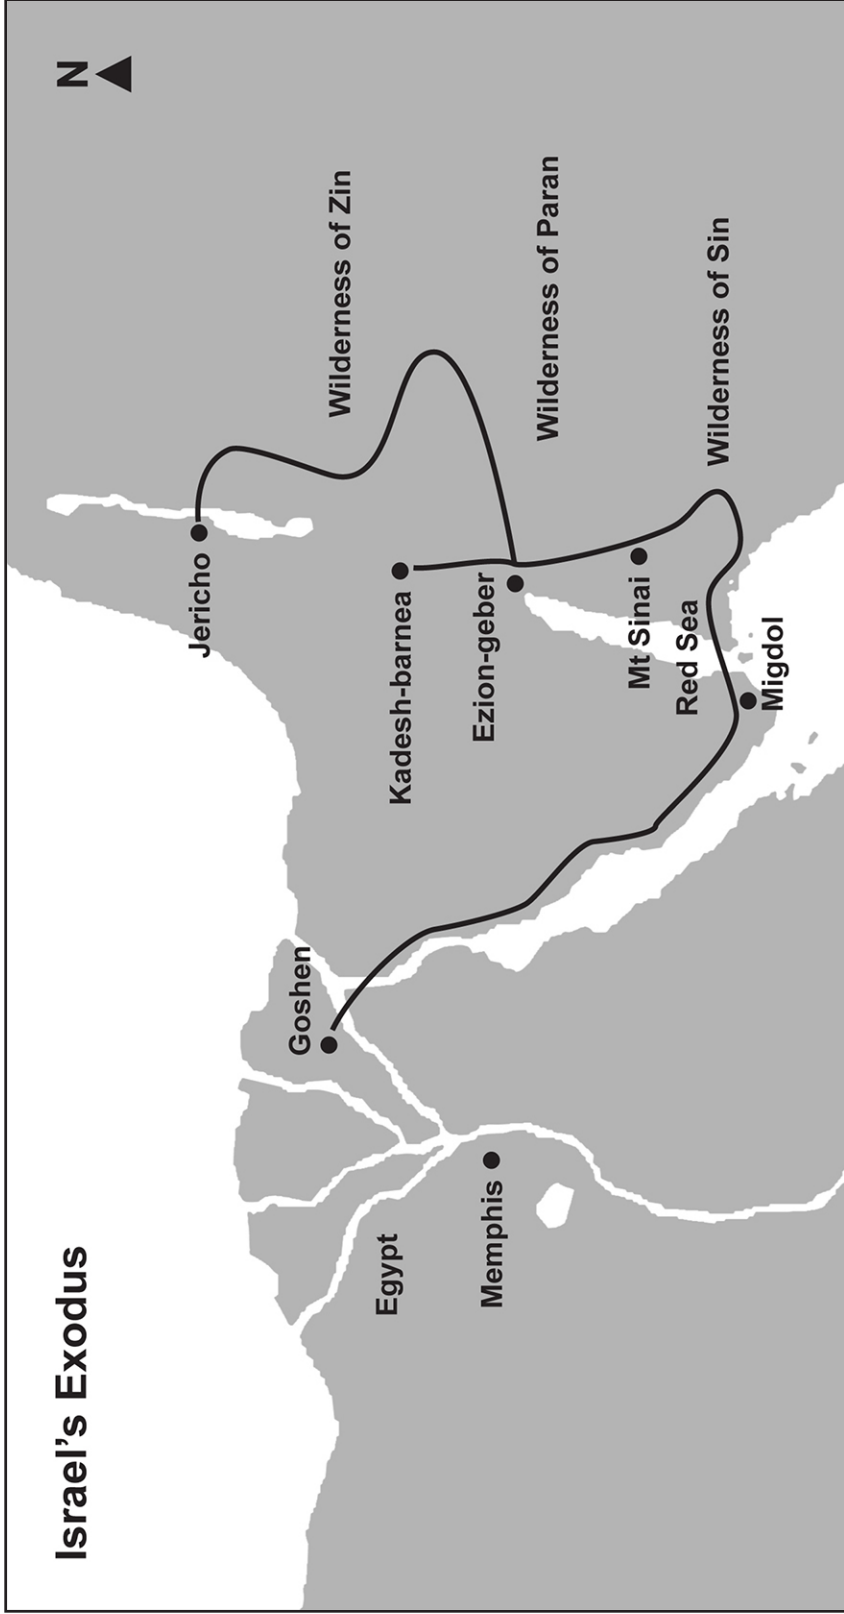 Israel's Exodus
N
Jericho
Wilderness of Zin
Goshen
Kadesh-barnea
Egypt
Ezion-geber
Wilderness of Paran
Memphis
Mt Sinai
Red Sea
Wilderness of Sin
Migdol